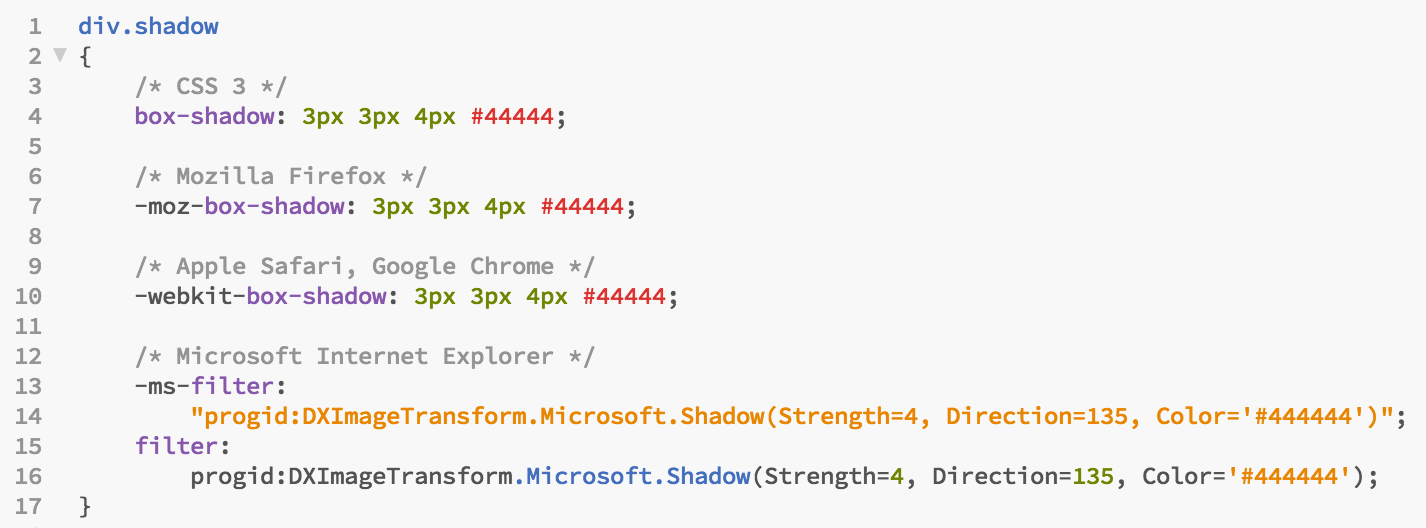 1 div.shadow
2 {
3 /* CSS 3 */
4 box-shadow: 3px 3px 4px #44444;
5
6 /* Mozilla Firefox */
7 -moz-box-shadow: 3px 3px 4px #44444;
8
9 /* Apple Safari, Google Chrome */
10 -webkit-box-shadow: 3px 3px 4px #44444;
11
12 /* Microsoft Internet Explorer */
13 -ms-filter:
14 "progid:DXImageTransform.Microsoft.Shadow(Strength=4, Direction=135, Color='#444444')";
15 filter:
16 progid:DXImageTransform.Microsoft.Shadow(Strength=4, Direction=135, Color='#444444');
17 }